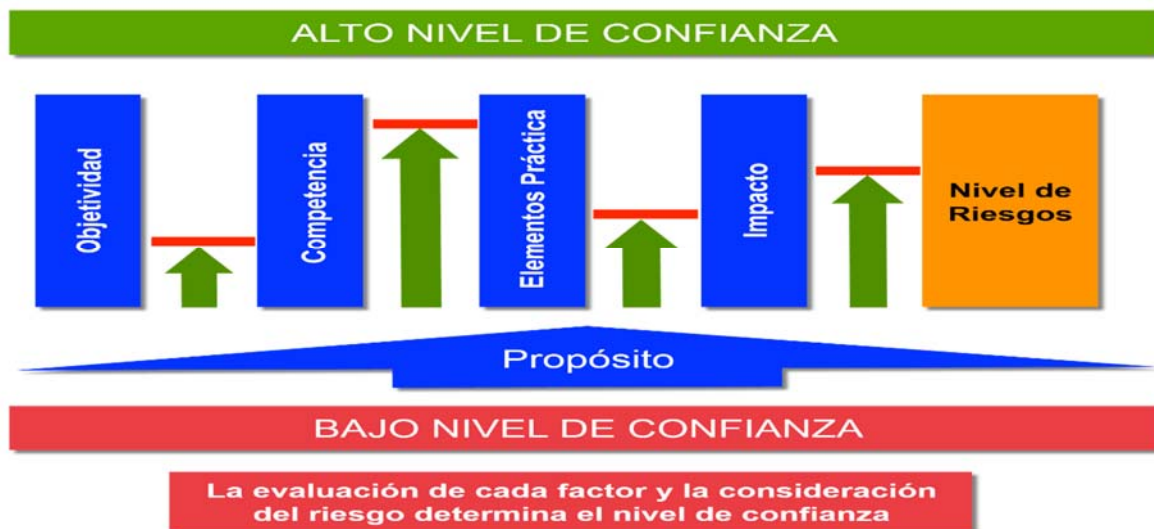 ALTO NIVEL DE CONFIANZA
Objetividad
Competencia
Elementos Práctica
Impacto
Nivel de
Riesgos
Propósito
BAJO NIVEL DE CONFIANZA
La evaluación de cada factor y la consideración
del riesgo determina el nivel de confianza